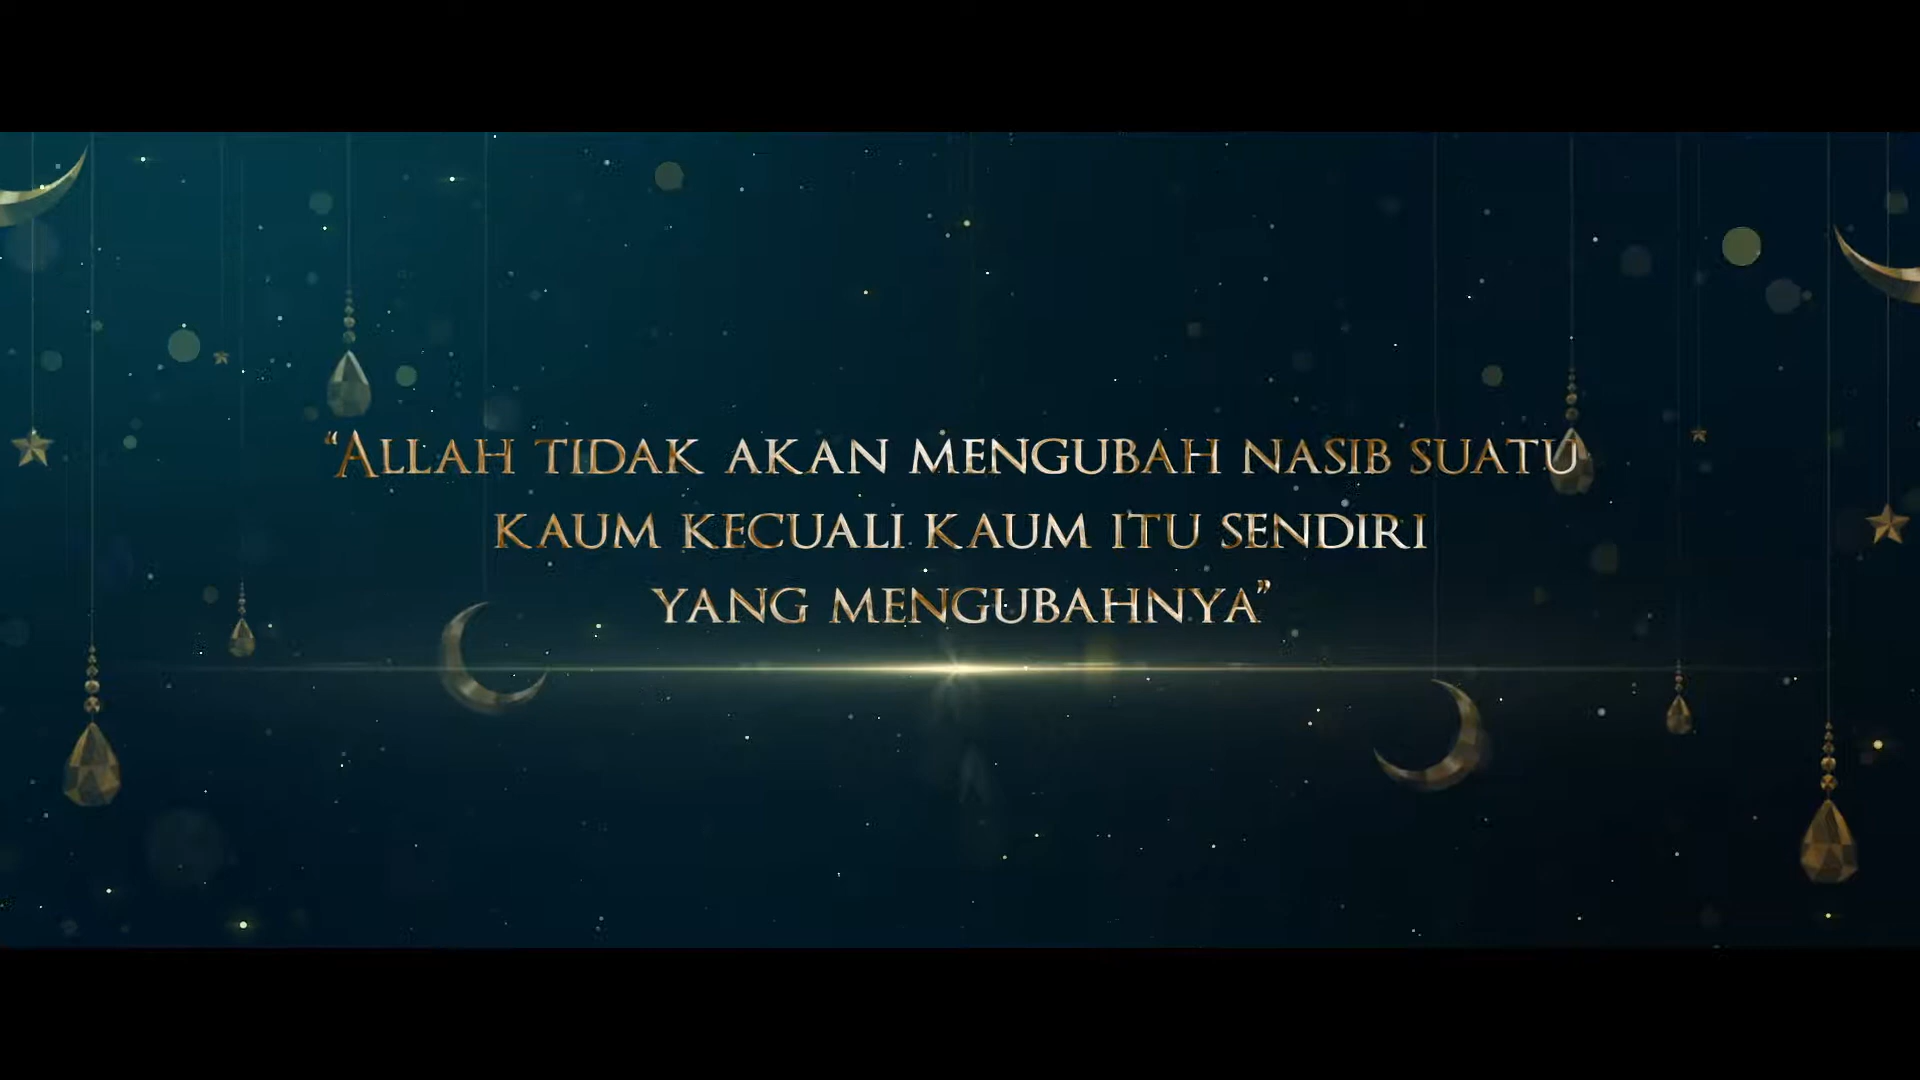 “Allah tidak akan mengubah nasib suatu
kaum kecuali kaum itu sendiri
yang mengubahnya”